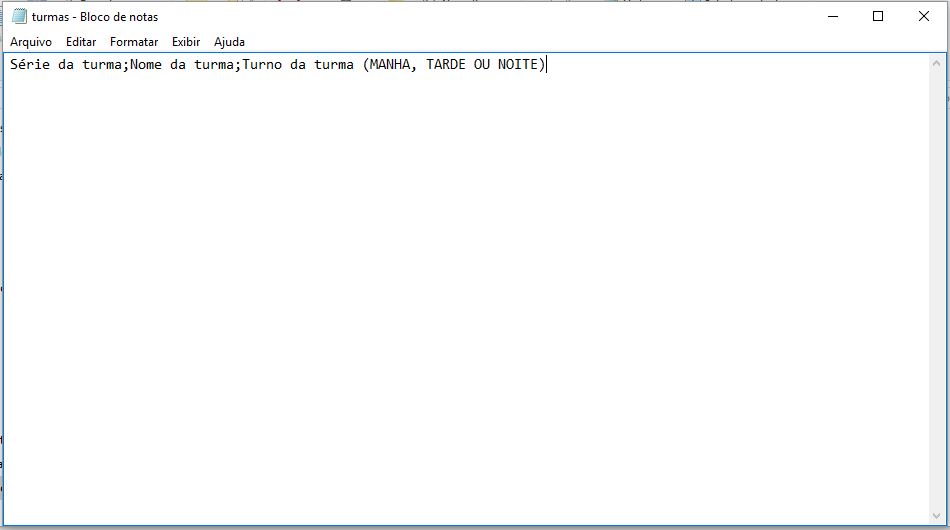 turmas - Bloco de notas
Arquivo Editar Formatar Exibir Ajuda
Série da turma;Nome da turma;Turno da turma (MANHA, TARDE OU NOITE)